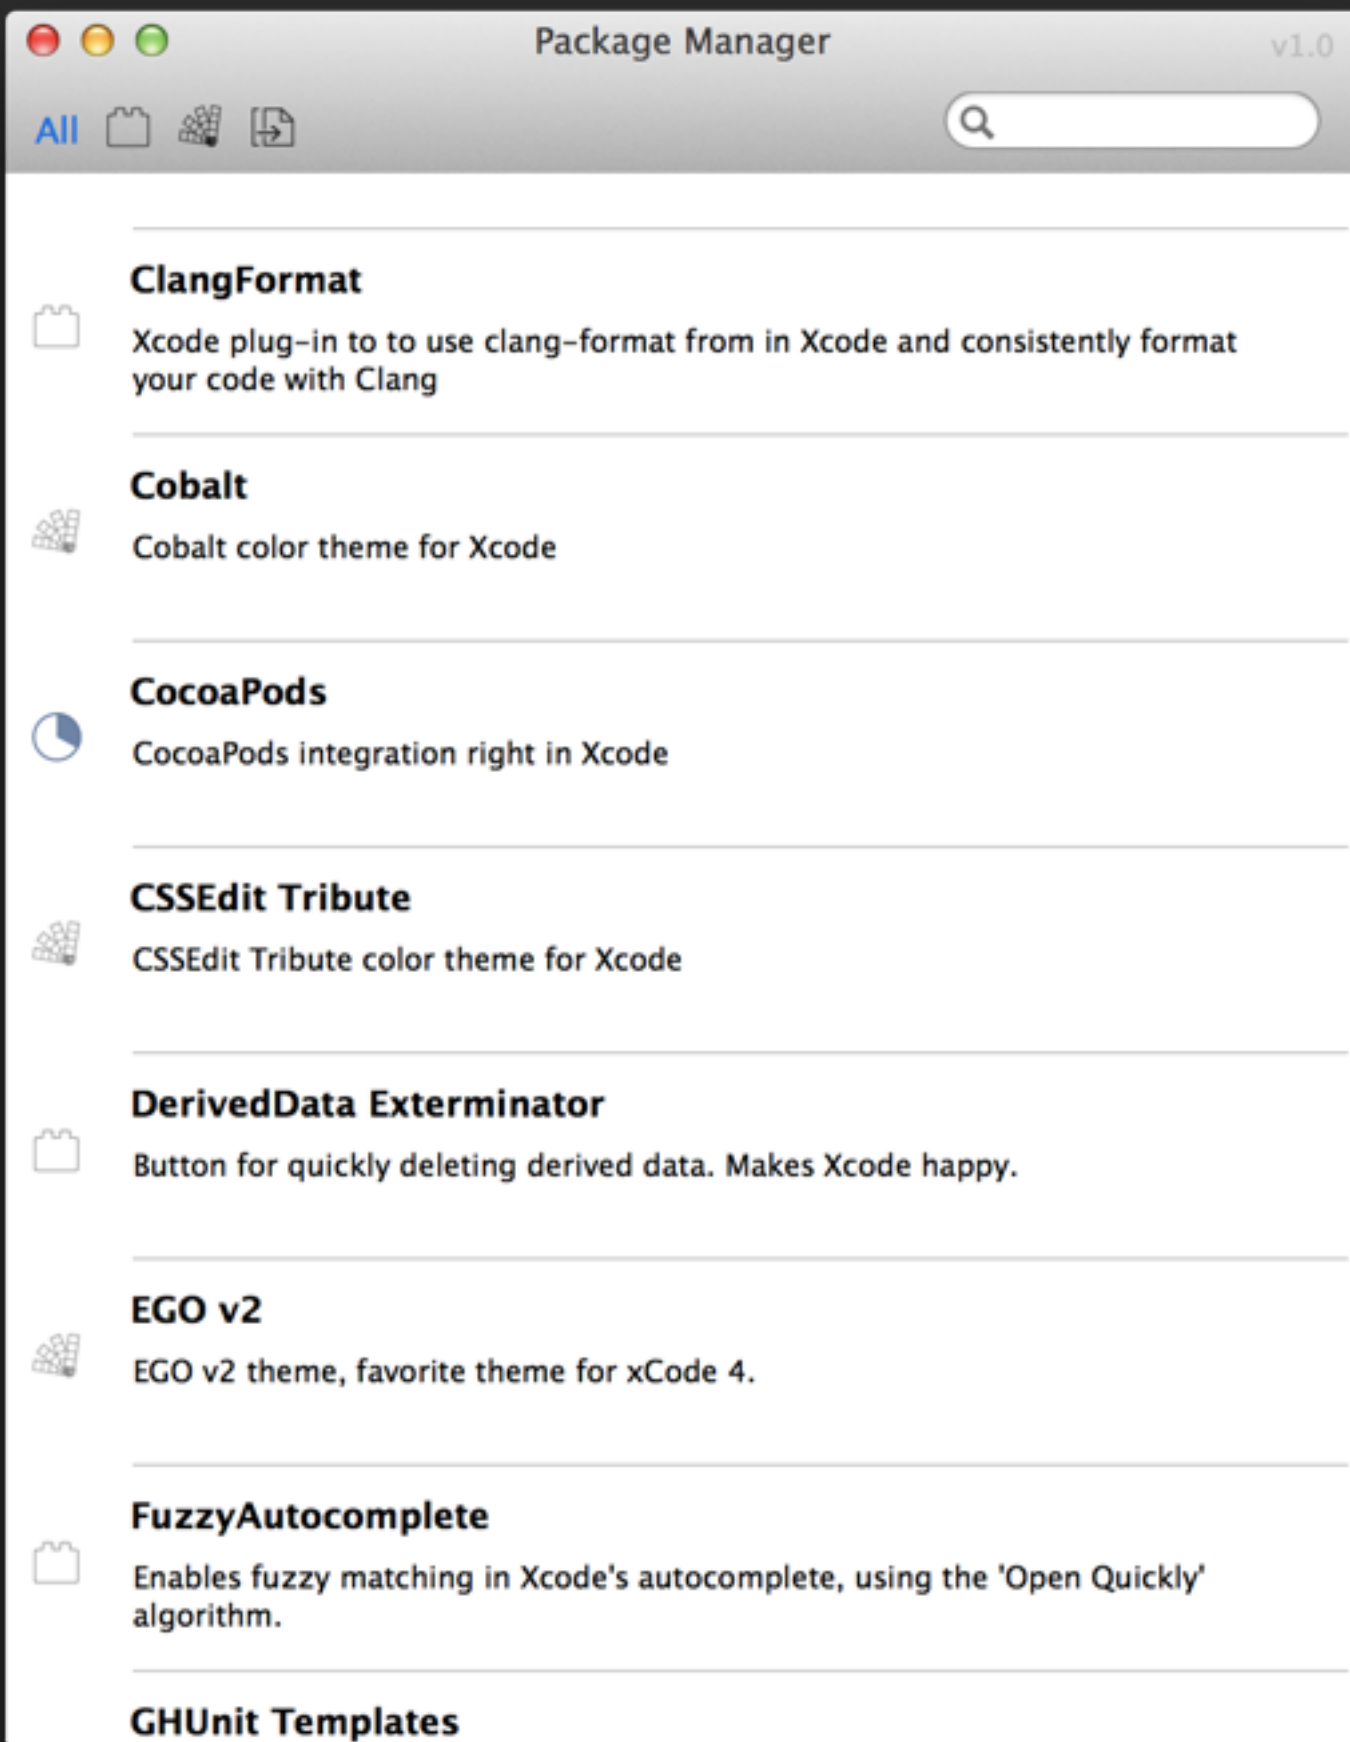 Package Manager
v1.0
All
ClangFormat
Xcode plug-in to to use clang-format from in Xcode and consistently format
your code with Clang
Cobalt
Cobalt color theme for Xcode
CocoaPods
CocoaPods integration right in Xcode
CSSEdit Tribute
CSSEdit Tribute color theme for Xcode
DerivedData Exterminator
Button for quickly deleting derived data. Makes Xcode happy.
EGO v2
EGO v2 theme, favorite theme for xCode 4.
FuzzyAutocomplete
Enables fuzzy matching in Xcode's autocomplete, using the 'Open Quickly'
algorithm.
GHUnit Templates